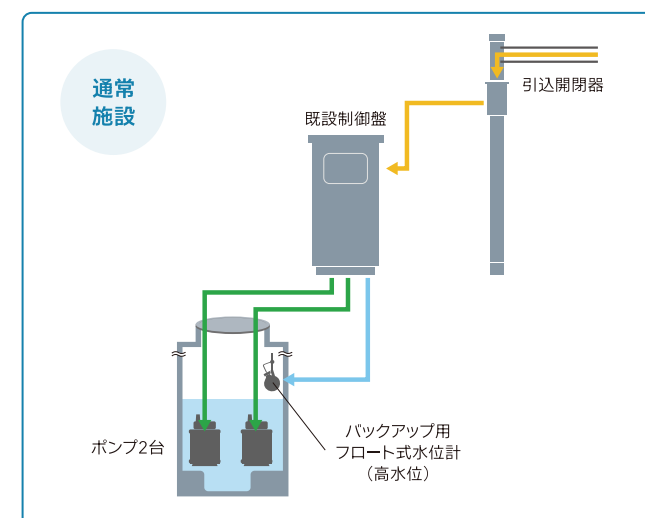 通常
施設
引込開閉器
既設制御盤
ポンプ2台
バックアップ用
フロート式水位計
（高水位）